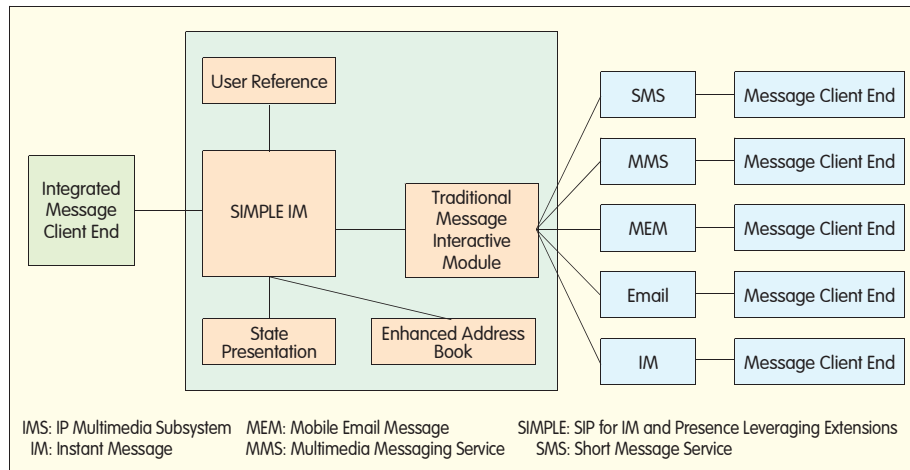 User Reference
SMS
Message Client End
MMS
Message Client End
Integrated
Message
Client End
SIMPLE IM
Traditional
Message
Interactive
Module
MEM
Message Client End
Email
Message Client End
State
Presentation
Enhanced Address
Book
IM
Message Client End
IMS: IP Multimedia Subsystem MEM: Mobile Email Message SIMPLE: SIP for IM and Presence Leveraging Extensions
IM: Instant Message MMS: Multimedia Messaging Service SMS: Short Message Service